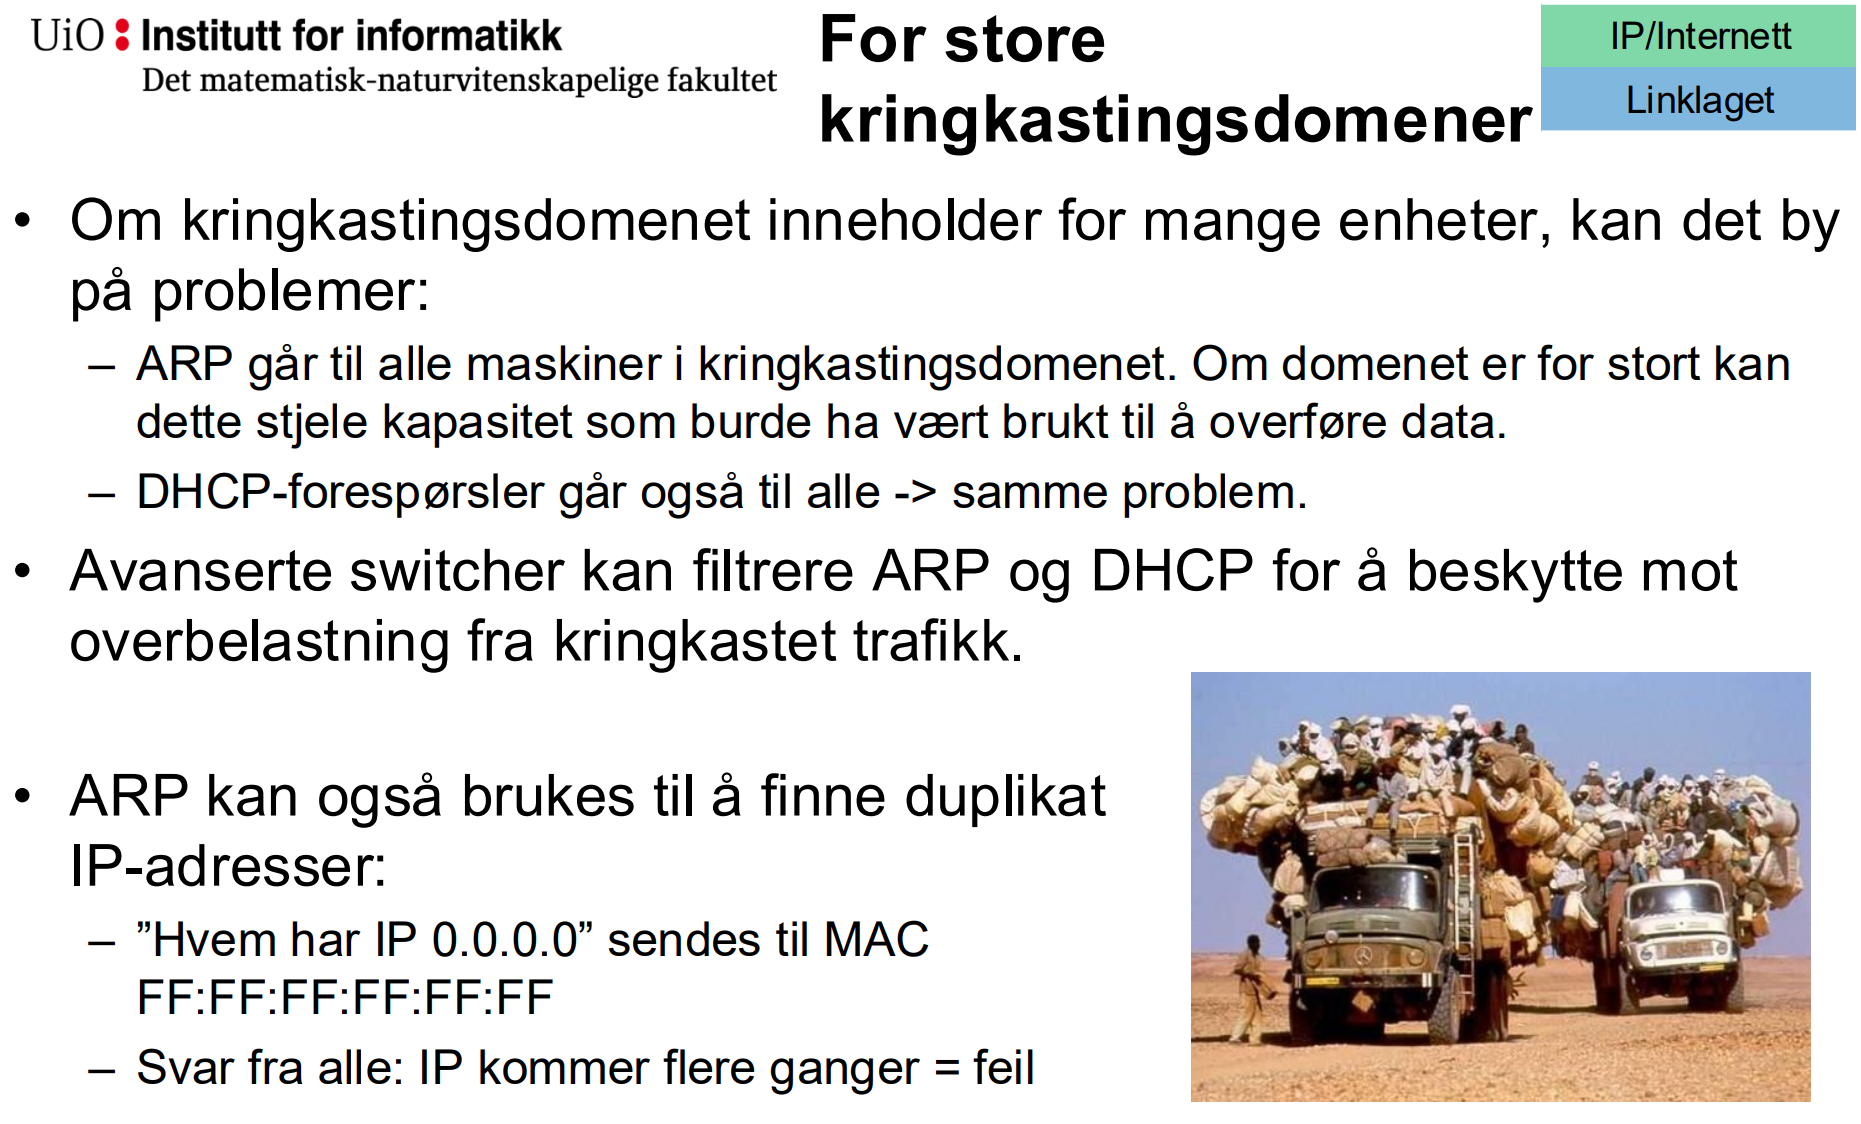 UiO Institutt for informatikk
Det matematisk-naturvitenskapelige fakultet
For store
kringkastingsdomener
IP/Internett
Linklaget
• Om kringkastingsdomenet inneholder for mange enheter, kan det by
på problemer:
– ARP går til alle maskiner i kringkastingsdomenet. Om domenet er for stort kan
dette stjele kapasitet som burde ha vært brukt til å overføre data.
– DHCP-forespørsler går også til alle -> samme problem.
• Avanserte switcher kan filtrere ARP og DHCP for å beskytte mot
overbelastning fra kringkastet trafikk.
• ARP kan også brukes til å finne duplikat
IP-adresser:
– ”Hvem har IP 0.0.0.0” sendes til MAC
FF:FF:FF:FF:FF:FF
– Svar fra alle: IP kommer flere ganger = feil